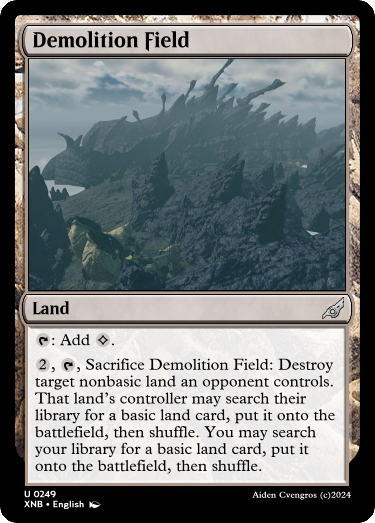 Demolition Field
Land
: Add .
2, , Sacrifice Demolition Field: Destroy
target nonbasic land an opponent controls.
That land's controller may search their
library for a basic land card, put it onto the
battlefield, then shuffle. You may search
your library for a basic land card, put it
onto the battlefield, then shuffle.
U 0249
XNB • English
Aiden Cvengros (c)2024